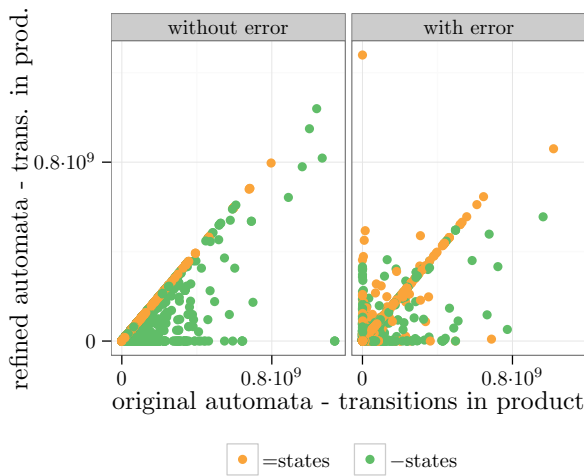 without error
with error
refined automata - trans. in prod.
0.8·10⁹
0
0
0.8·10⁹
0
0.8·10⁹
original automata - transitions in product
=states
−states